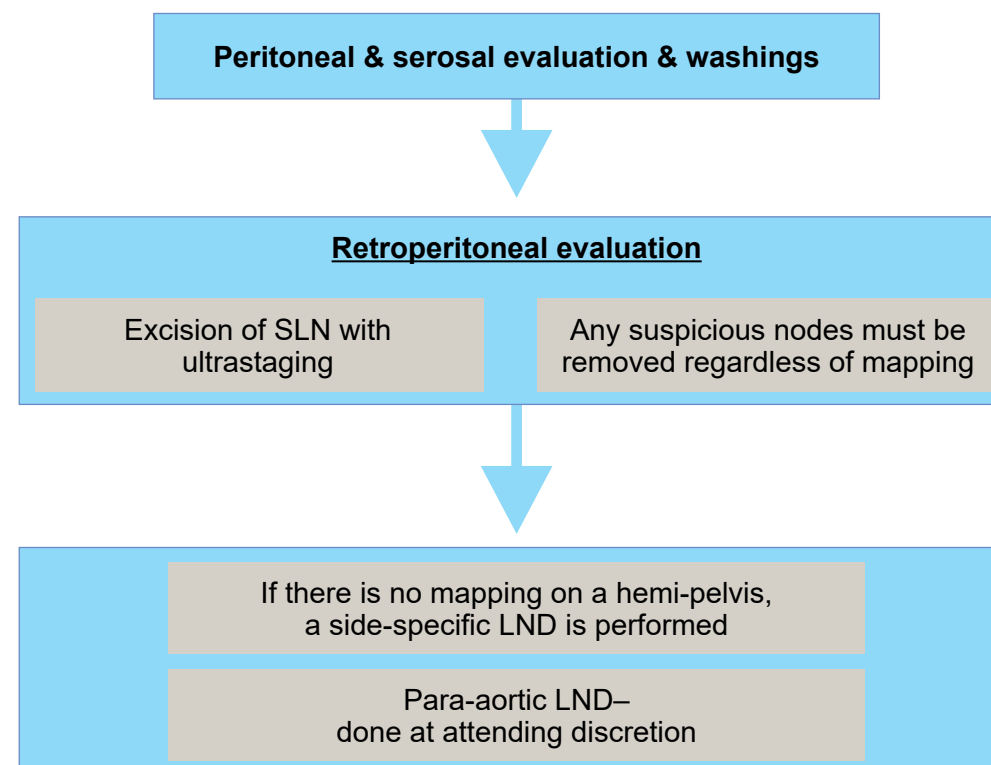 Peritoneal & serosal evaluation & washings
Retroperitoneal evaluation
Excision of SLN with
ultrastaging
Any suspicious nodes must be
removed regardless of mapping
If there is no mapping on a hemi-pelvis,
a side-specific LND is performed
Para-aortic LND–
done at attending discretion